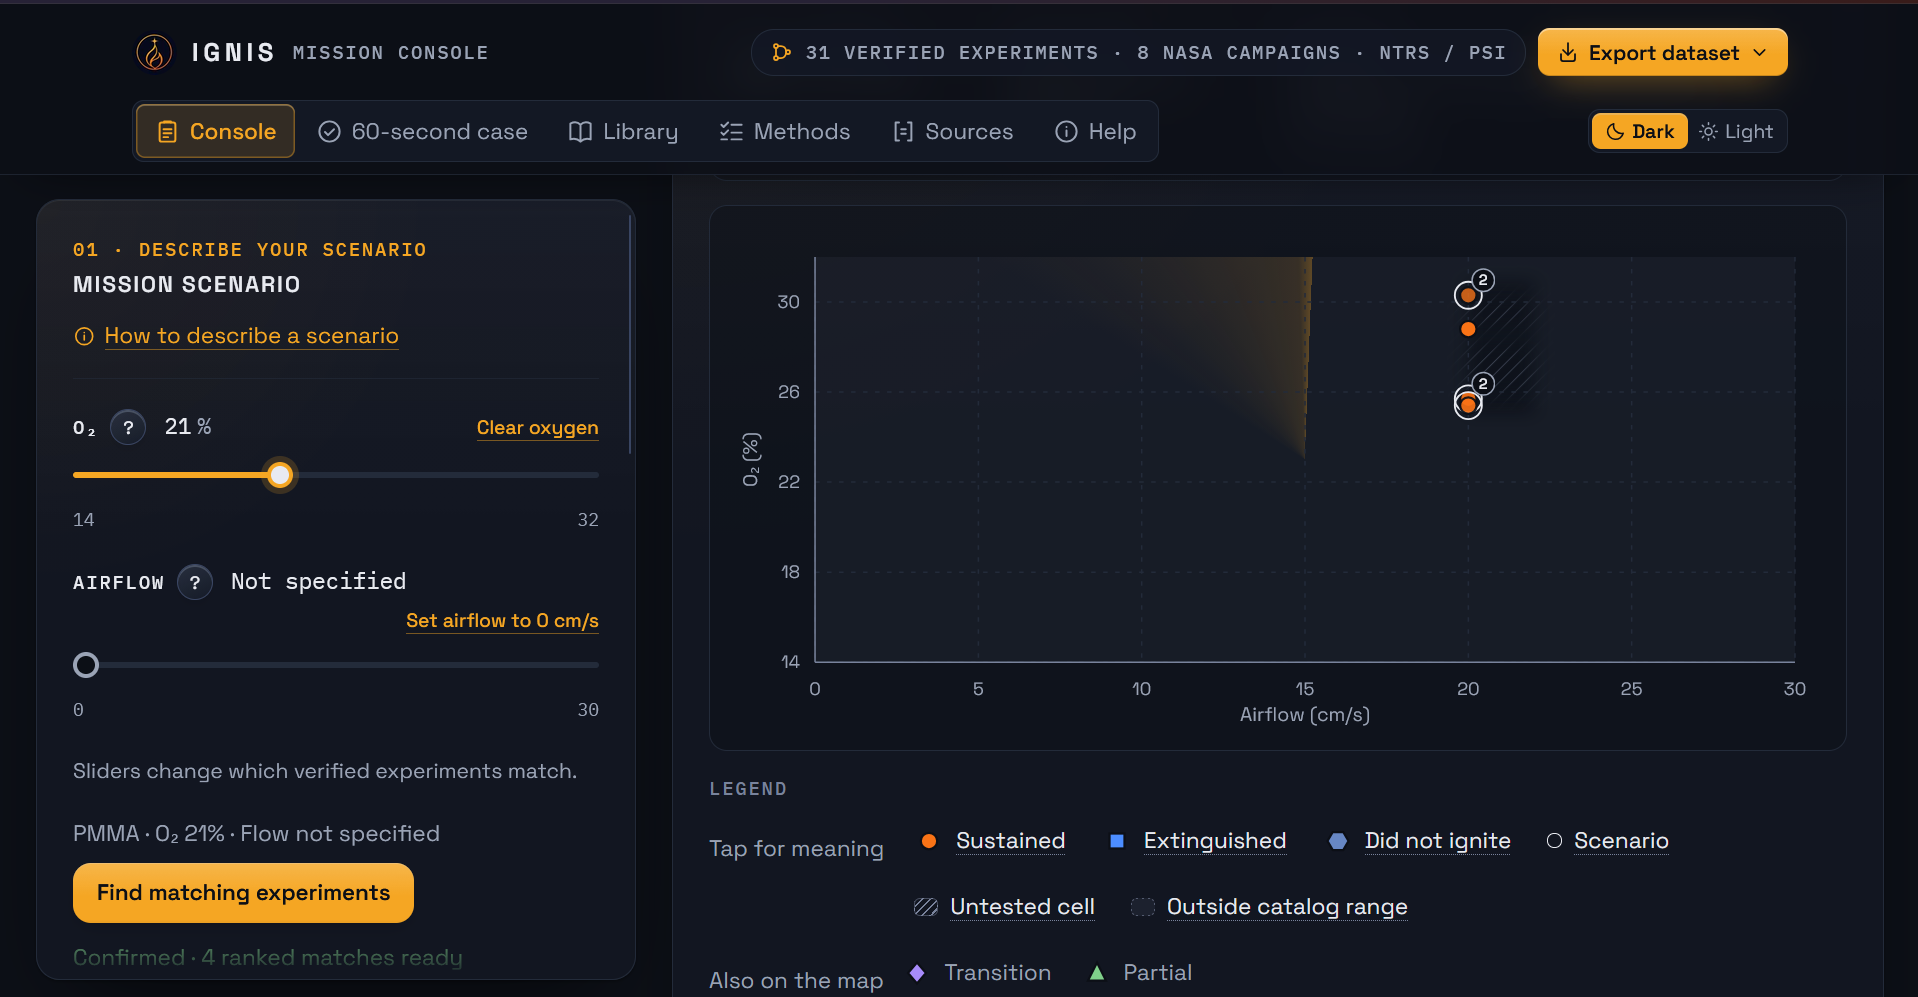 IGNIS MISSION CONSOLE
31 VERIFIED EXPERIMENTS · 8 NASA CAMPAIGNS · NTRS / PSI
Export dataset
Console
60-second case
Library
Methods
Sources
Help
Dark
Light
01 · DESCRIBE YOUR SCENARIO
MISSION SCENARIO
How to describe a scenario
O₂ ? 21 %
Clear oxygen
14 32
AIRFLOW ? Not specified
Set airflow to 0 cm/s
0 30
Sliders change which verified experiments match.
PMMA · O₂ 21% · Flow not specified
Find matching experiments
Confirmed · 4 ranked matches ready
O₂ (%)
30
26
22
18
14
2
2
0 5 10 15 20 25 30
Airflow (cm/s)
LEGEND
Tap for meaning Sustained Extinguished Did not ignite Scenario
Untested cell Outside catalog range
Also on the map Transition Partial